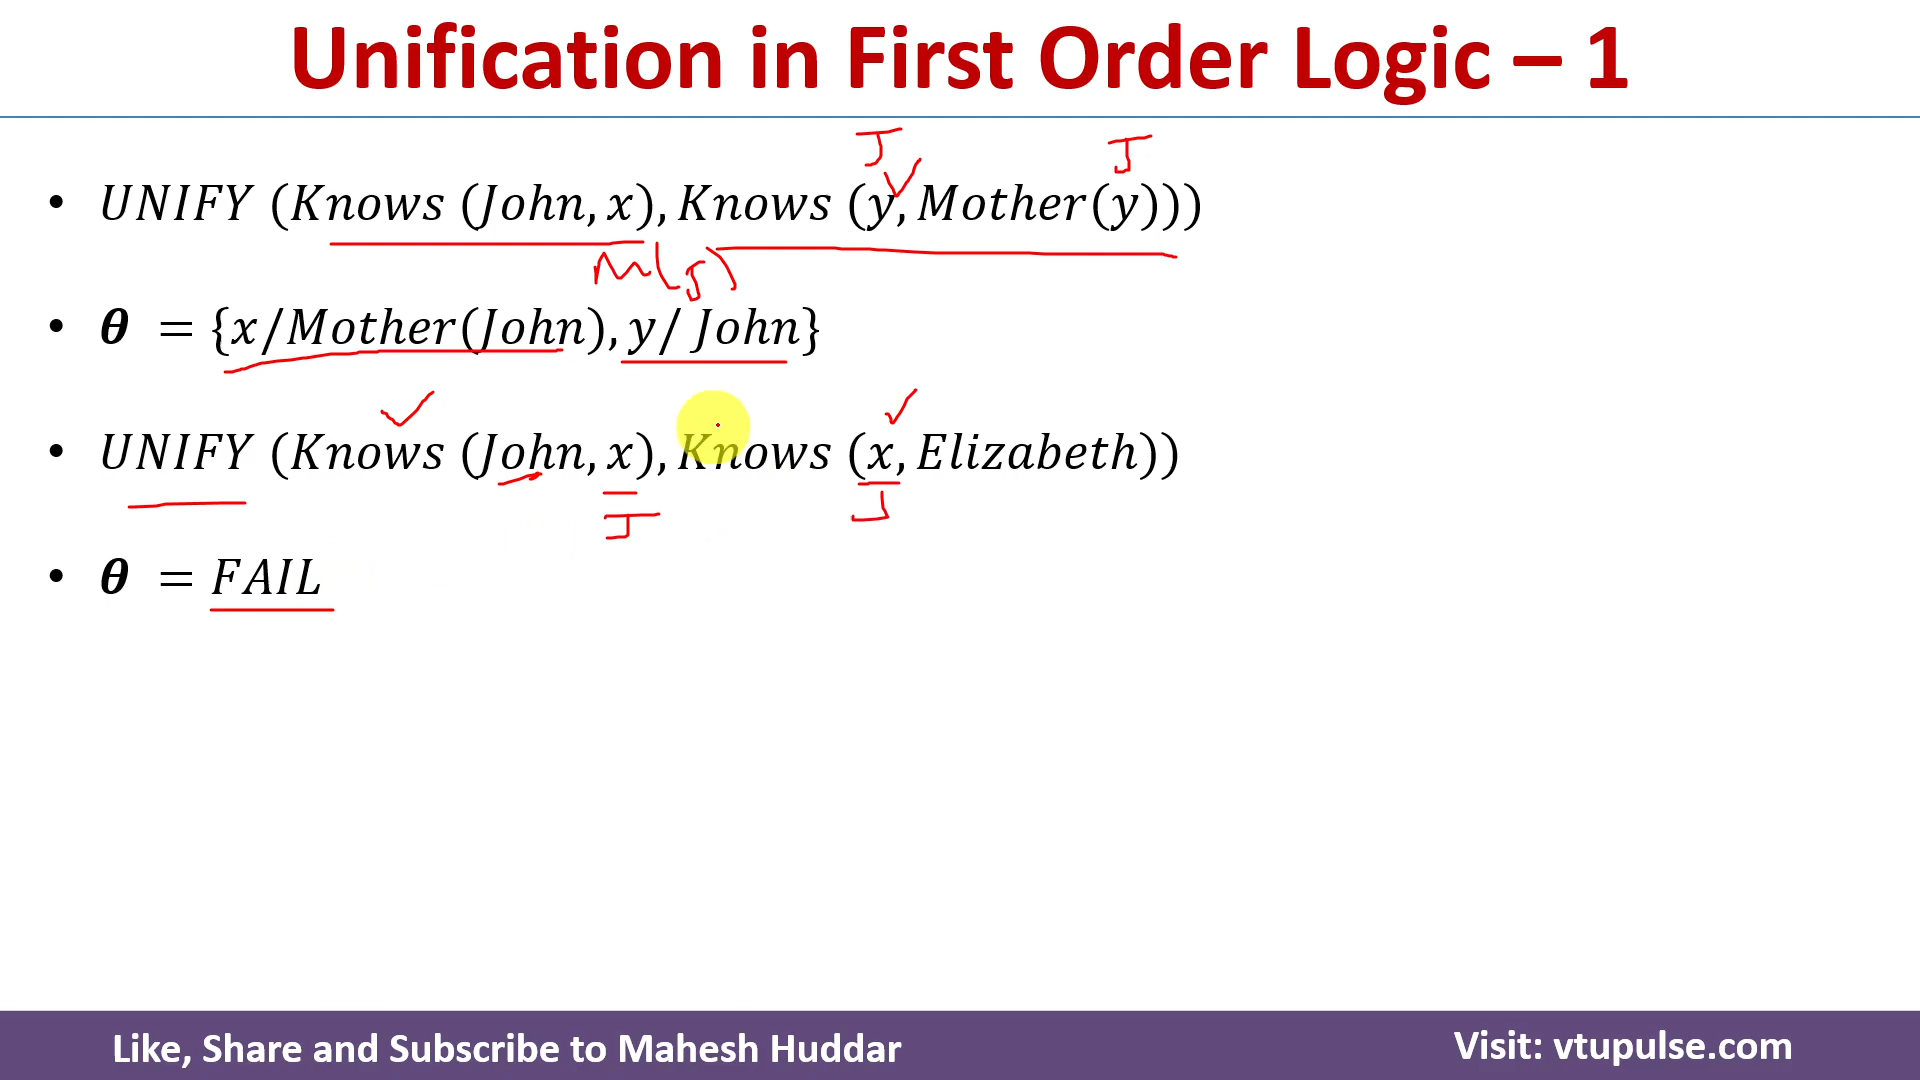 Unification in First Order Logic – 1
J J
• UNIFY (Knows (John, x), Knows (y, Mother(y)))
M(J)
• θ = {x/Mother(John), y/ John}
• UNIFY (Knows (John, x), Knows (x, Elizabeth))
J J
• θ = FAIL
Like, Share and Subscribe to Mahesh Huddar
Visit: vtupulse.com